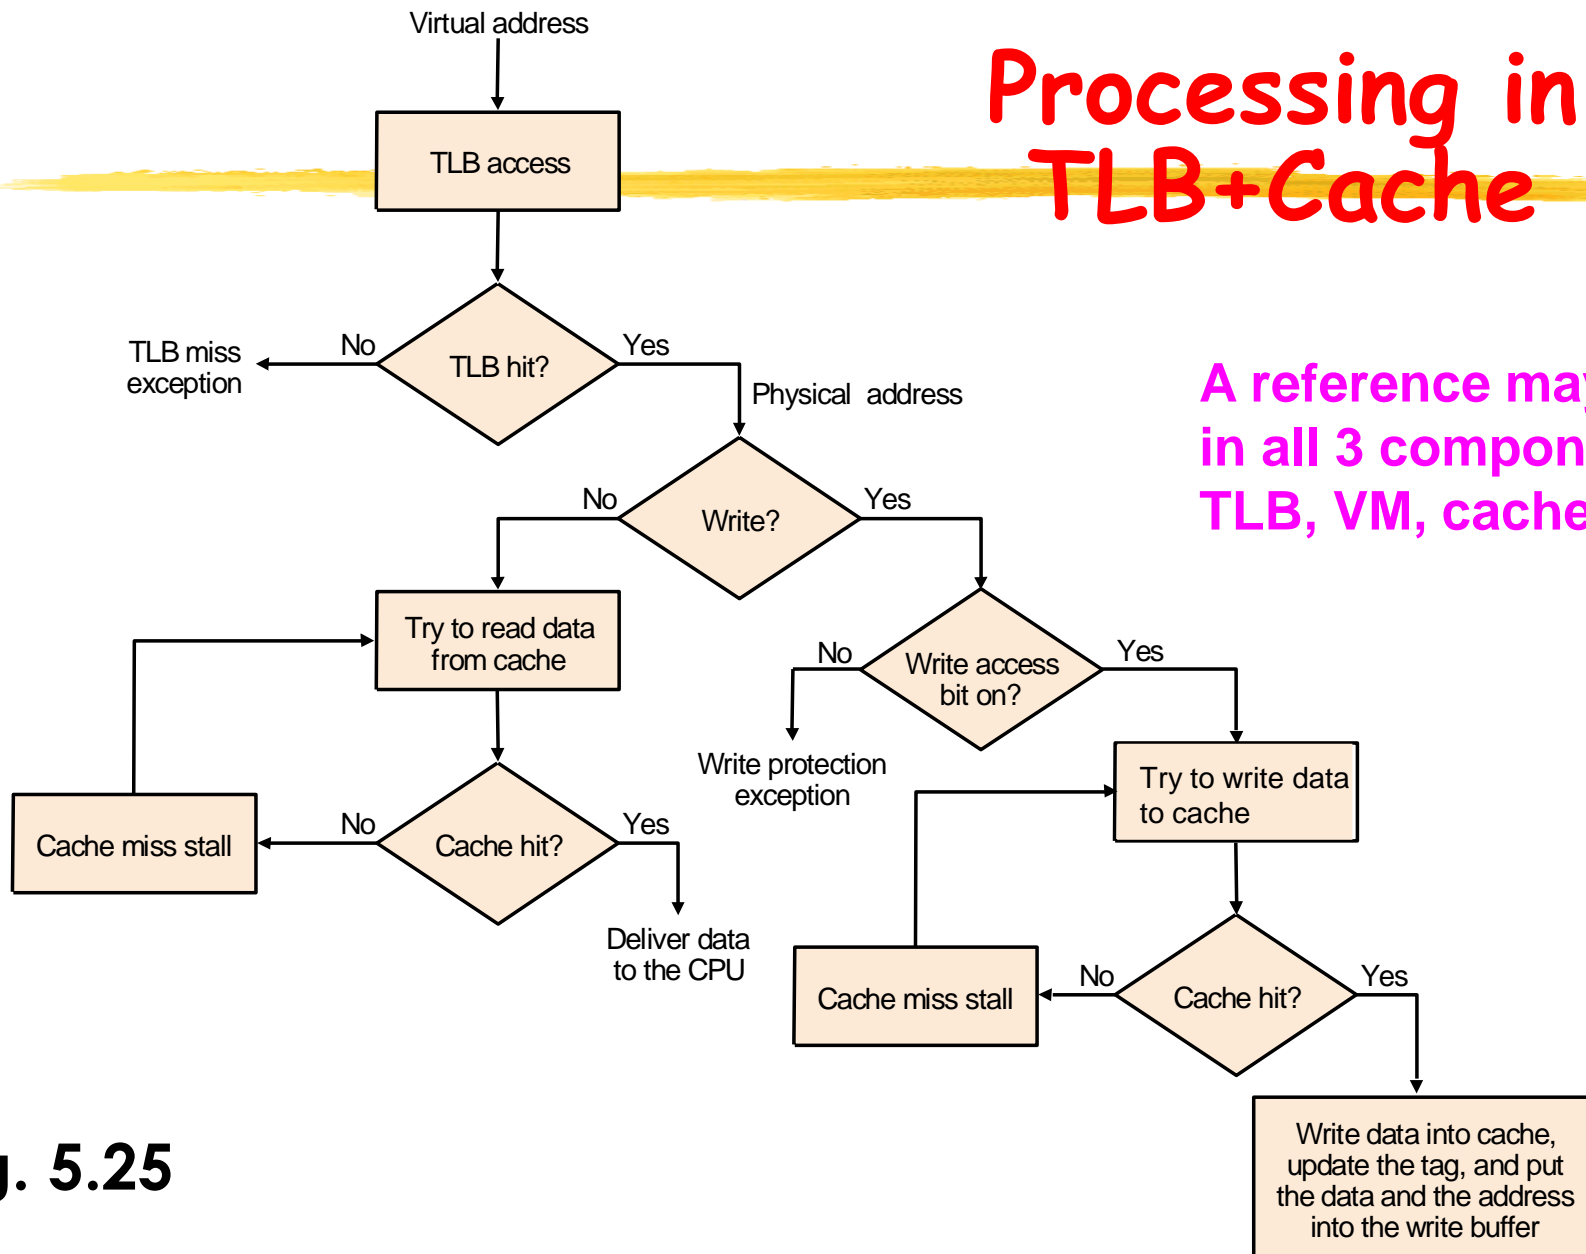 Virtual address
Processing in
TLB+Cache
TLB access
TLB hit?
No
Yes
TLB miss
exception
Physical address
A reference may
in all 3 compon
TLB, VM, cache
Write?
No
Yes
Try to read data
from cache
Write access
bit on?
No
Yes
Write protection
exception
Try to write data
to cache
Cache miss stall
No
Cache hit?
Yes
Deliver data
to the CPU
Cache miss stall
No
Cache hit?
Yes
Write data into cache,
update the tag, and put
the data and the address
into the write buffer
g. 5.25